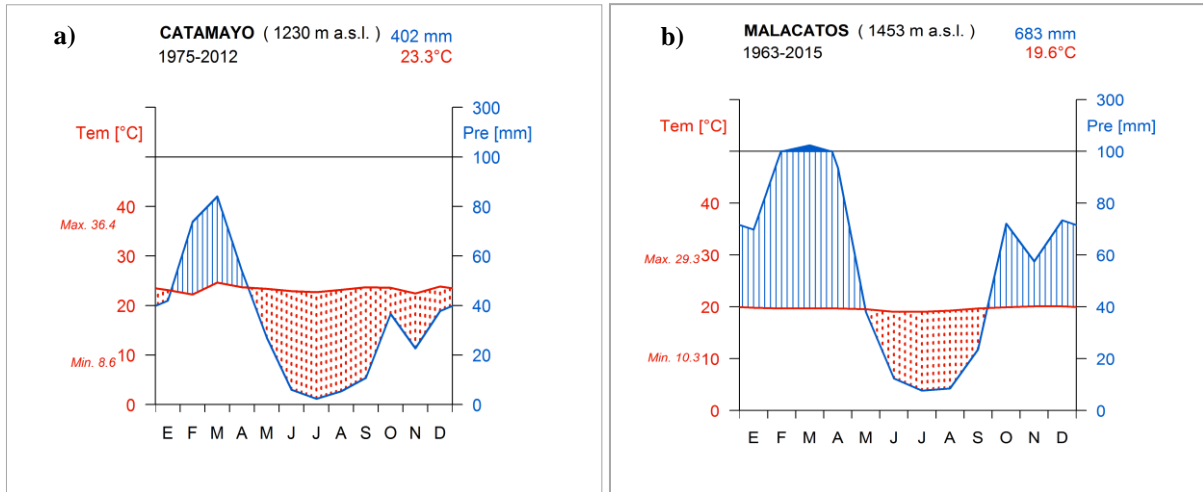 a)
CATAMAYO ( 1230 m a.s.l. ) 402 mm
1975-2012 23.3°C
300
Tem [°C] Pre [mm]
100
40 80
Max. 36.4
30 60
20 40
Min. 8.6 10 20
0 0
E F M A M J J A S O N D
b)
MALACATOS ( 1453 m a.s.l. ) 683 mm
1963-2015 19.6°C
300
Tem [°C] Pre [mm]
100
40 80
Max. 29.3 30 60
20 40
Min. 10.3 10 20
0 0
E F M A M J J A S O N D